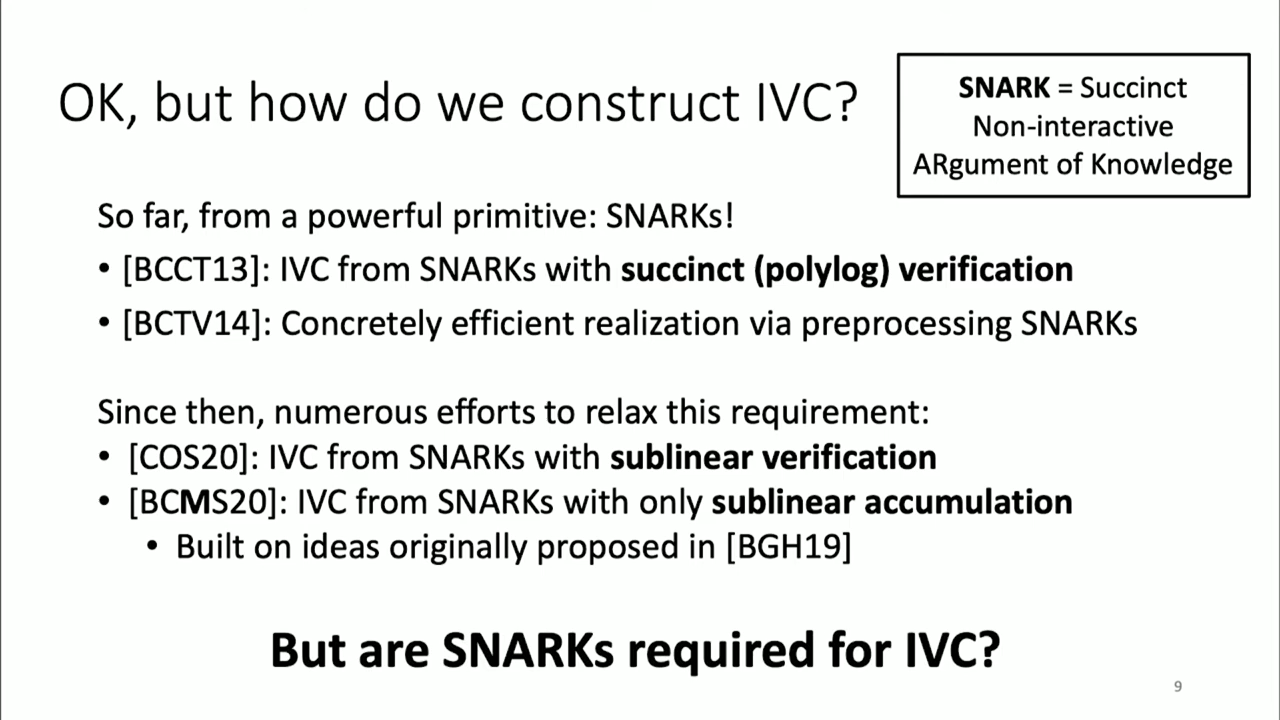 OK, but how do we construct IVC?
SNARK = Succinct
Non-interactive
ARgument of Knowledge
So far, from a powerful primitive: SNARKs!
• [BCCT13]: IVC from SNARKs with succinct (polylog) verification
• [BCTV14]: Concretely efficient realization via preprocessing SNARKs
Since then, numerous efforts to relax this requirement:
• [COS20]: IVC from SNARKs with sublinear verification
• [BCMS20]: IVC from SNARKs with only sublinear accumulation
• Built on ideas originally proposed in [BGH19]
But are SNARKs required for IVC?
9